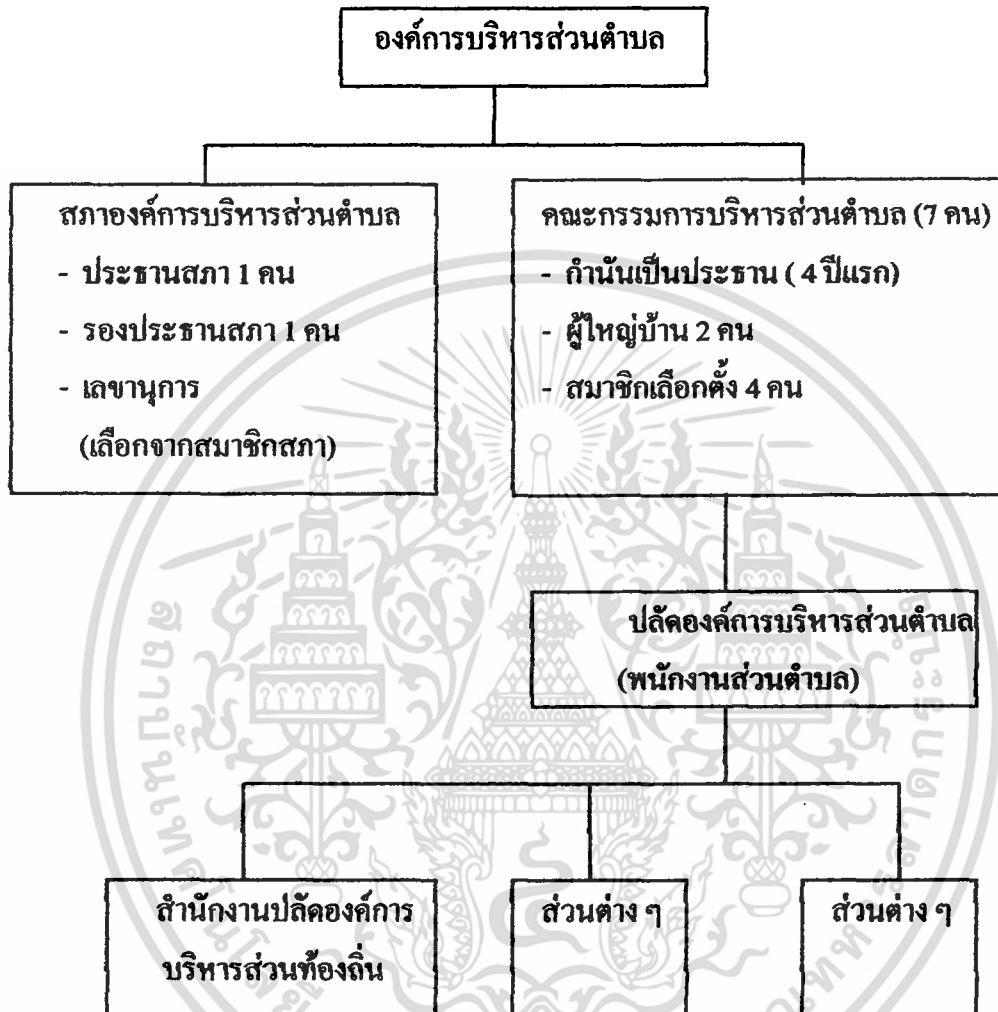 องค์การบริหารส่วนตำบล
สภาองค์การบริหารส่วนตำบล
- ประธานสภา 1 คน
- รองประธานสภา 1 คน
- เลขานุการ
(เลือกจากสมาชิกสภา)
คณะกรรมการบริหารส่วนตำบล (7 คน)
- กำนันเป็นประธาน ( 4 ปีแรก)
- ผู้ใหญ่บ้าน 2 คน
- สมาชิกเลือกตั้ง 4 คน
ปลัดองค์การบริหารส่วนตำบล
(พนักงานส่วนตำบล)
สำนักงานปลัดองค์การ
บริหารส่วนท้องถิ่น
ส่วนต่าง ๆ
ส่วนต่าง ๆ